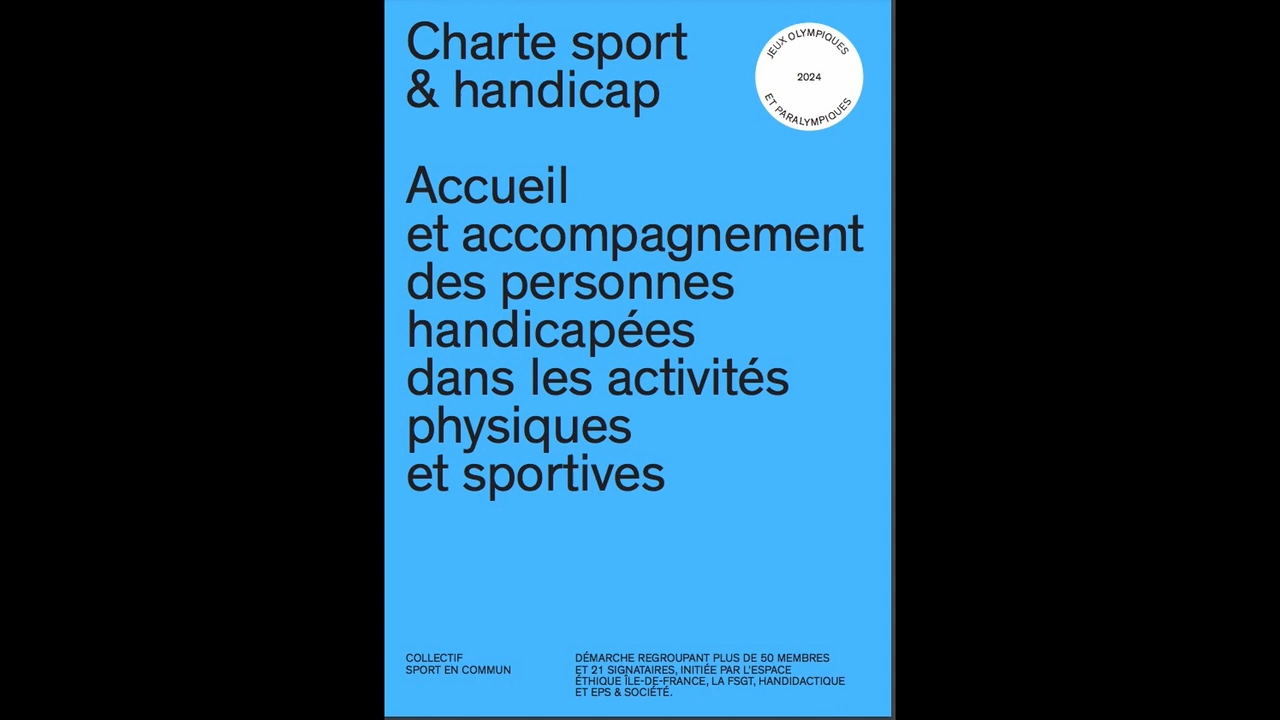 Charte sport
& handicap
JEUX OLYMPIQUES
2024
ET PARALYMPIQUES
Accueil
et accompagnement
des personnes
handicapées
dans les activités
physiques
et sportives
COLLECTIF
SPORT EN COMMUN
DÉMARCHE REGROUPANT PLUS DE 50 MEMBRES
ET 21 SIGNATAIRES, INITIÉE PAR L'ESPACE
ÉTHIQUE ÎLE-DE-FRANCE, LA FSGT, HANDIDACTIQUE
ET EPS & SOCIÉTÉ.